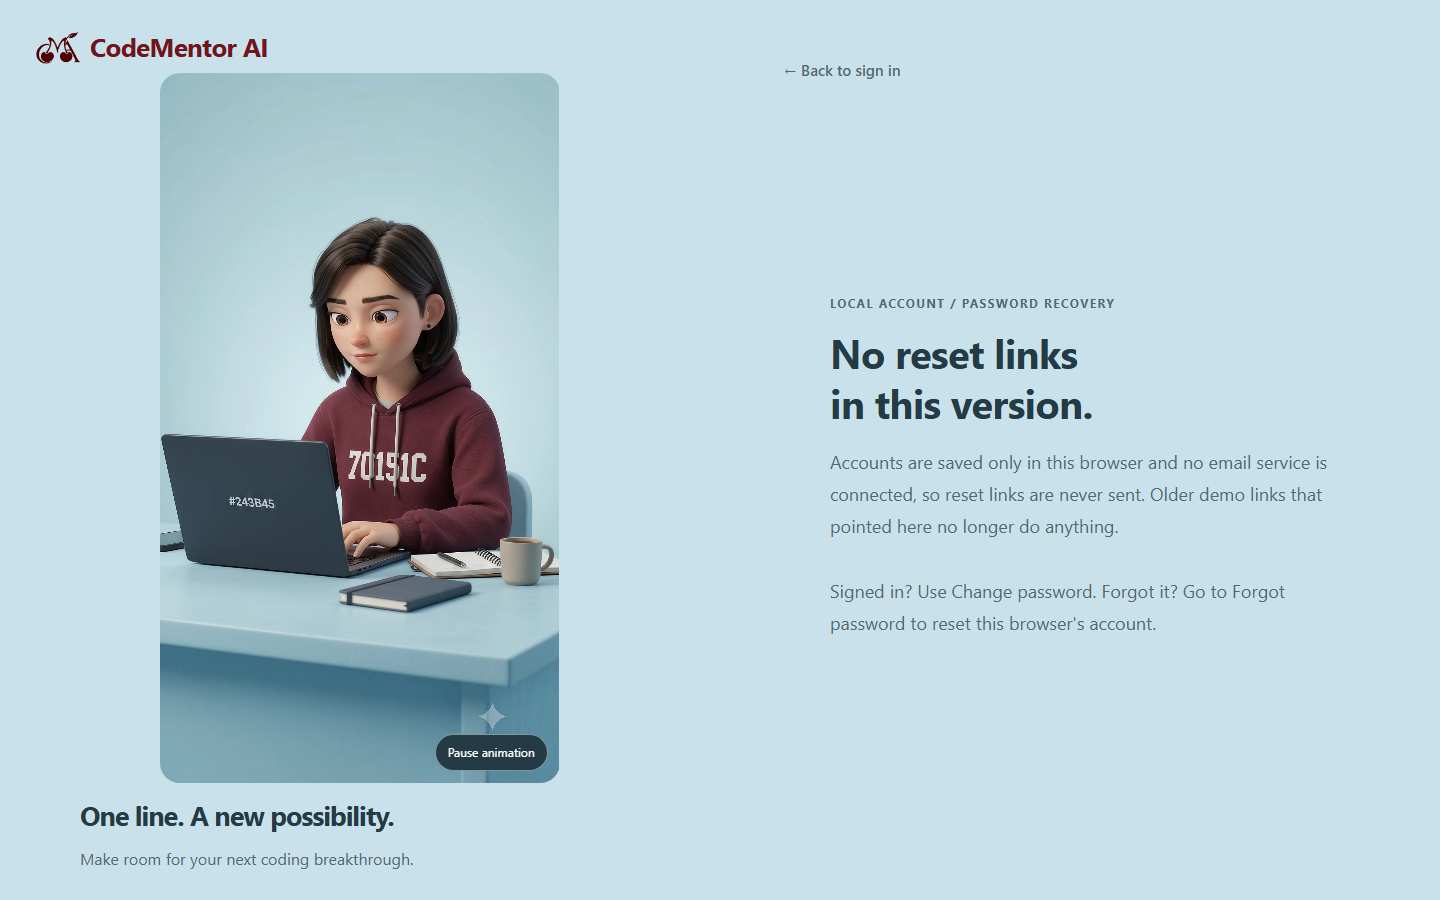 CodeMentor AI
← Back to sign in
70151C
#243B45
Pause animation
One line. A new possibility.
Make room for your next coding breakthrough.
LOCAL ACCOUNT / PASSWORD RECOVERY
No reset links
in this version.
Accounts are saved only in this browser and no email service is
connected, so reset links are never sent. Older demo links that
pointed here no longer do anything.
Signed in? Use Change password. Forgot it? Go to Forgot
password to reset this browser's account.